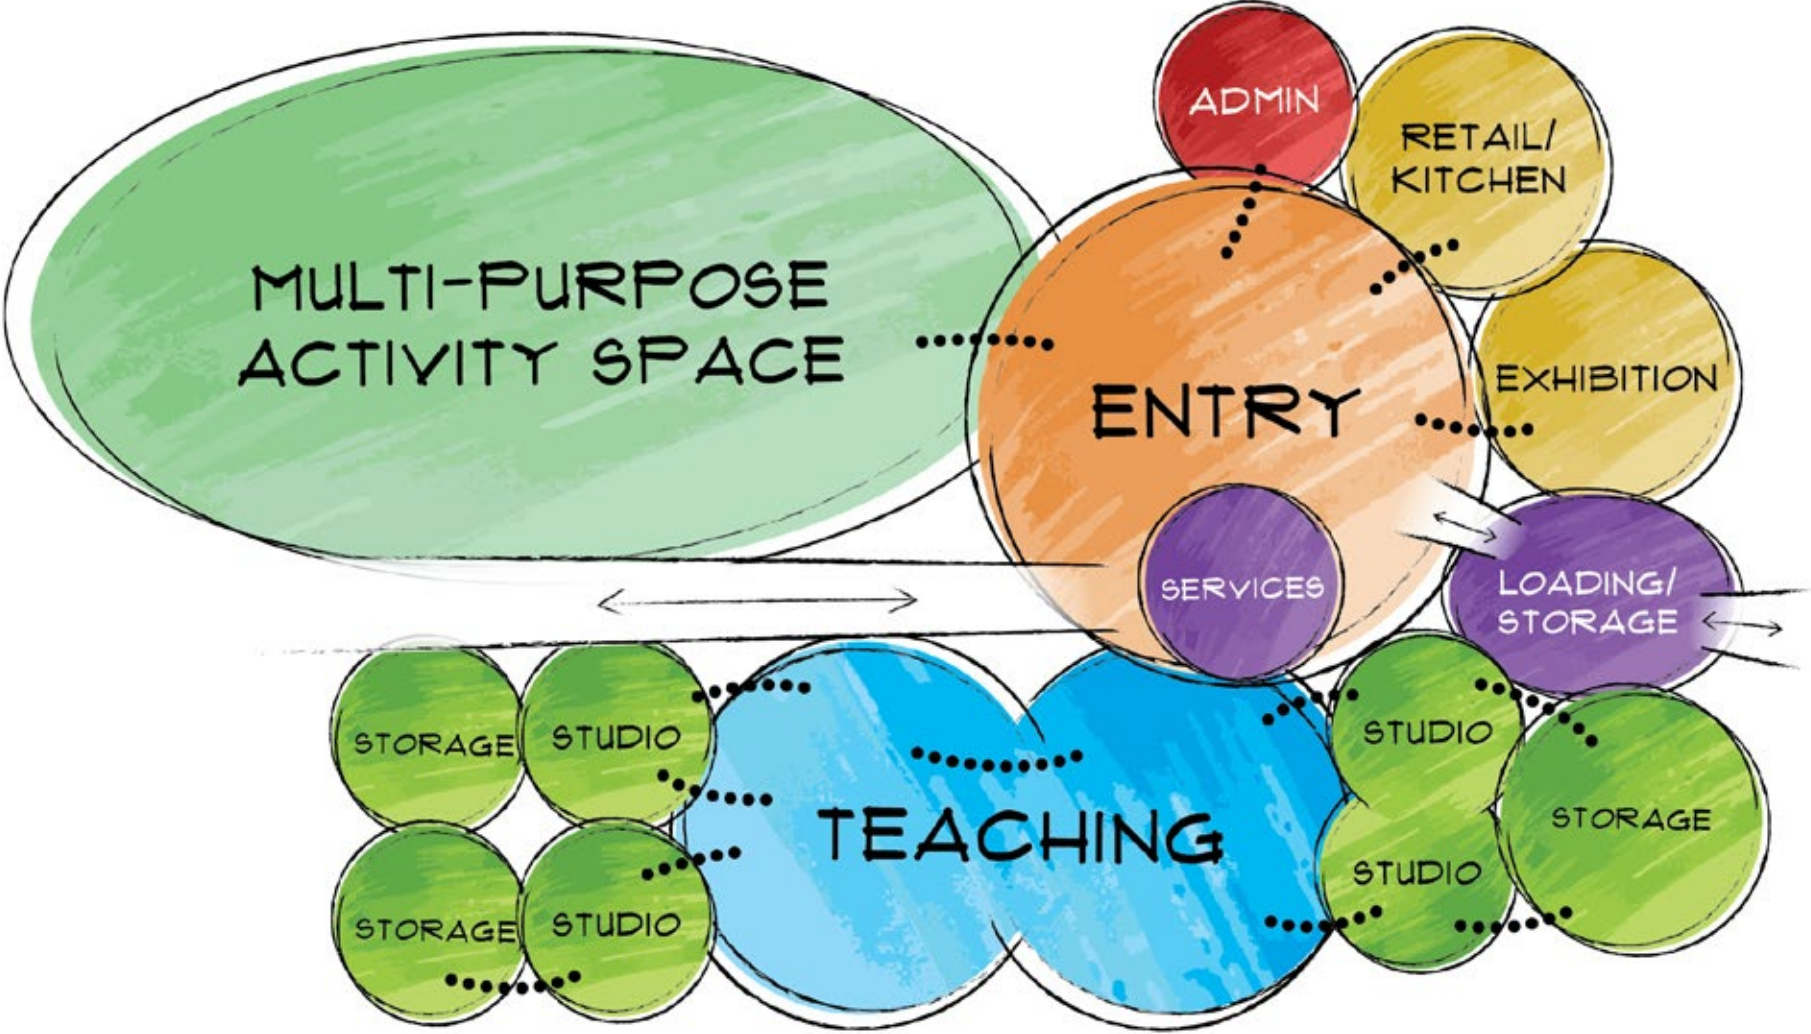 ADMIN
RETAIL/
KITCHEN
MULTI-PURPOSE
ACTIVITY SPACE
ENTRY
EXHIBITION
SERVICES
LOADING/
STORAGE
STORAGE
STUDIO
STUDIO
TEACHING
STORAGE
STUDIO
STORAGE
STUDIO